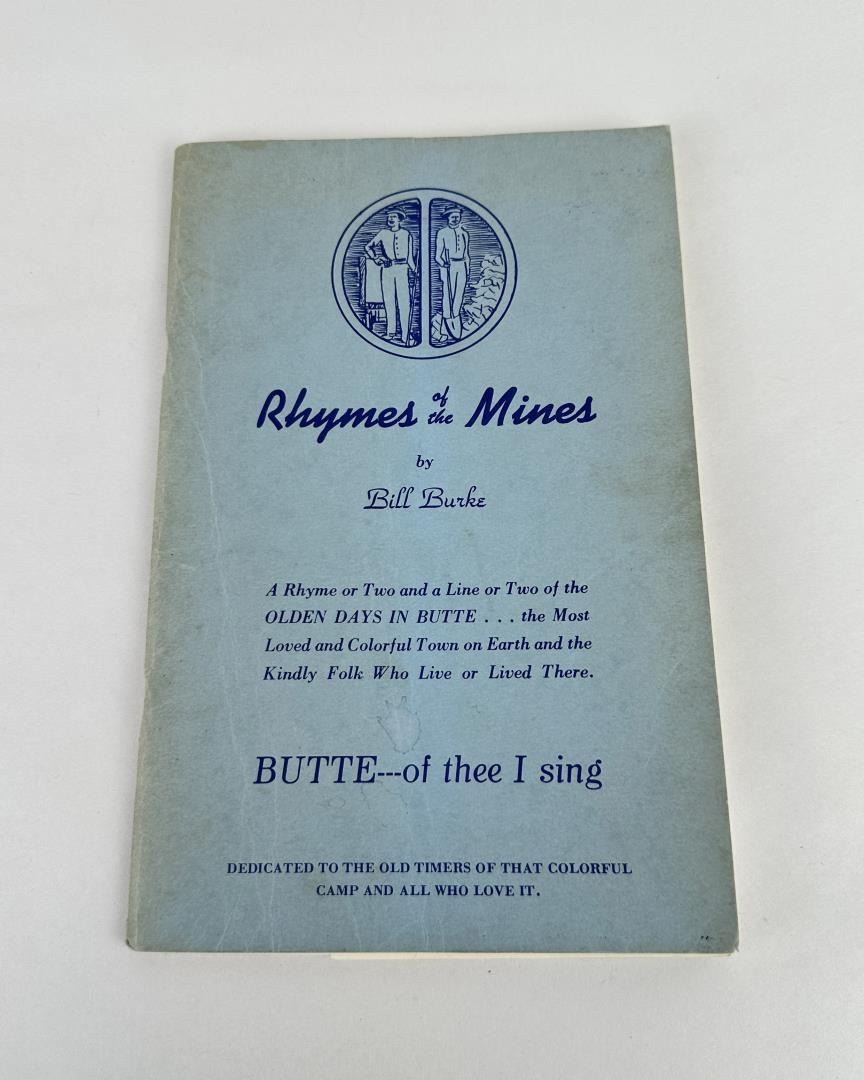 Rhymes of the Mines
by
Bill Burke
A Rhyme or Two and a Line or Two of the
OLDEN DAYS IN BUTTE . . . the Most
Loved and Colorful Town on Earth and the
Kindly Folk Who Live or Lived There.
BUTTE---of thee I sing
DEDICATED TO THE OLD TIMERS OF THAT COLORFUL
CAMP AND ALL WHO LOVE IT.